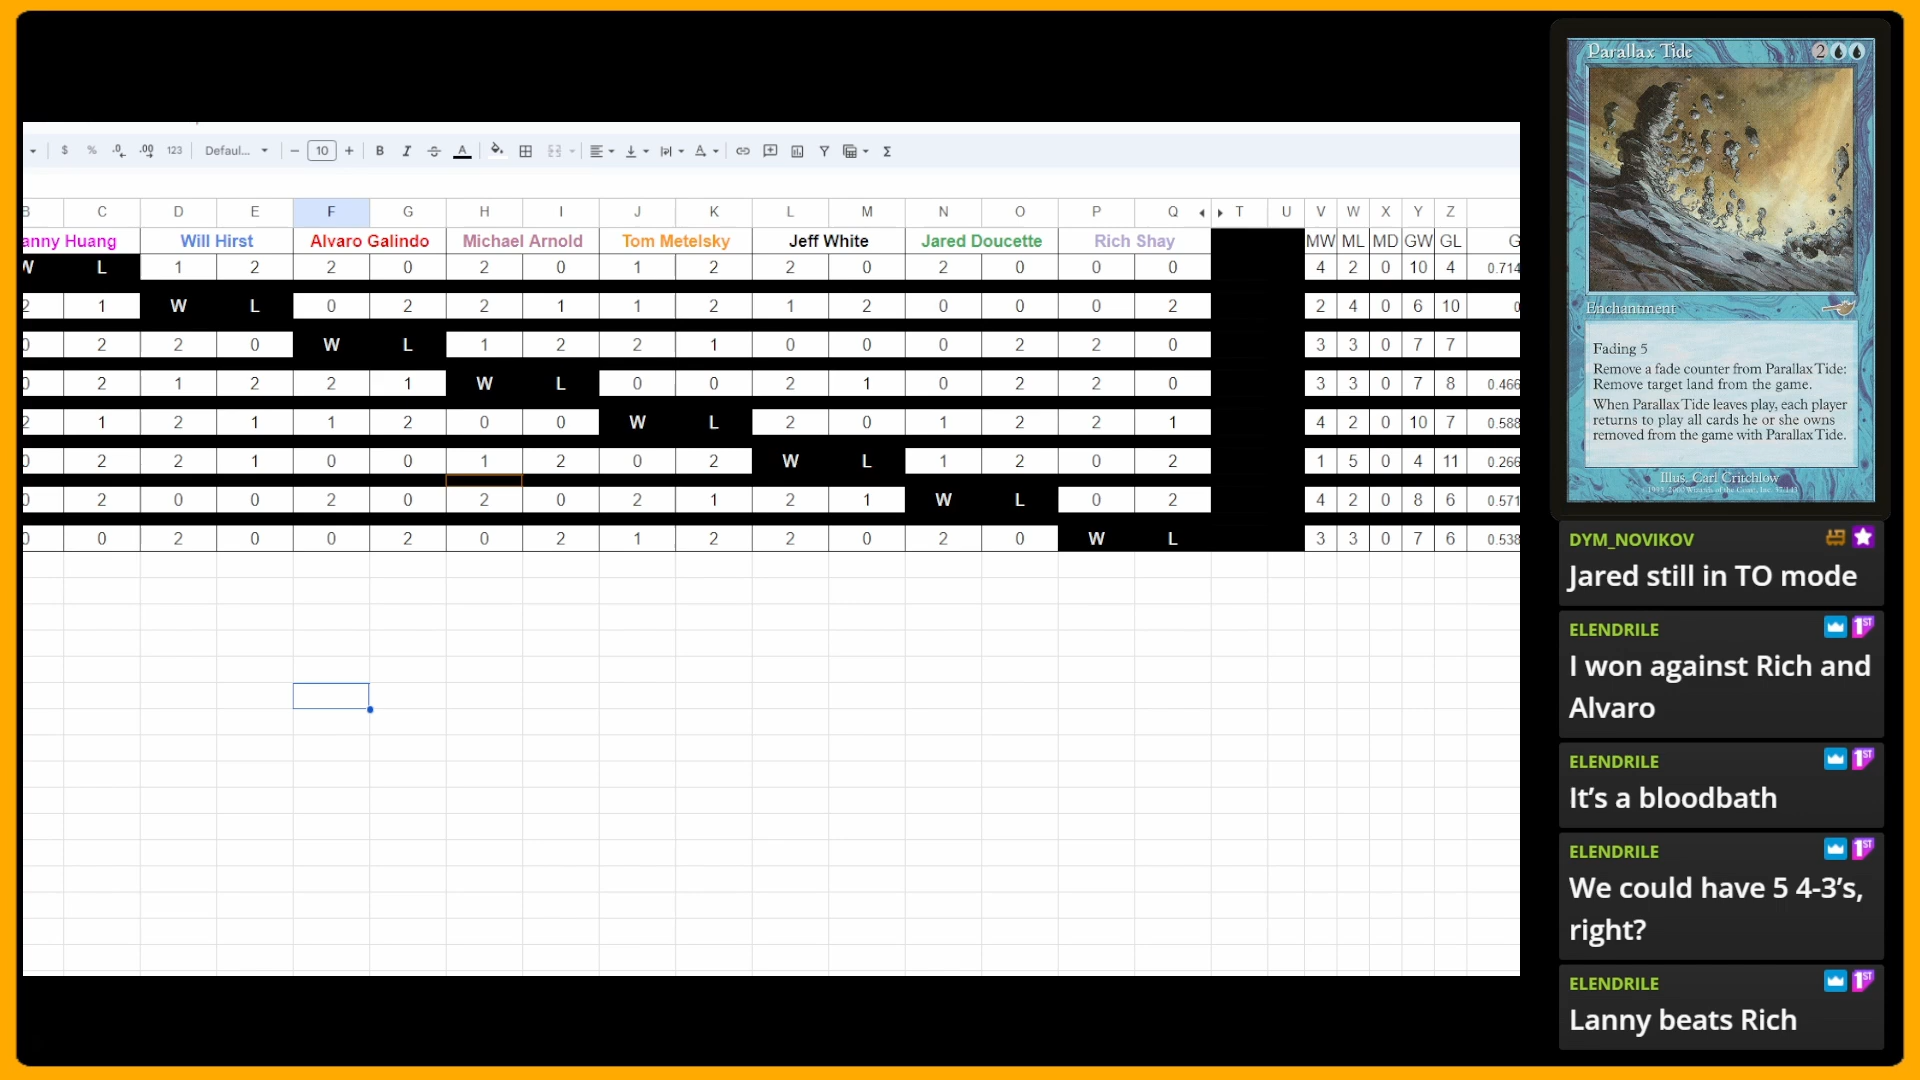 $ % .0 .00 123 Defaul... − 10 + B I S A Σ
B C D E F G H I J K L M N O P Q T U V W X Y Z
anny Huang Will Hirst Alvaro Galindo Michael Arnold Tom Metelsky Jeff White Jared Doucette Rich Shay MW ML MD GW GL G
W L 1 2 2 0 2 0 1 2 2 0 2 0 0 0 4 2 0 10 4 0.714
2 1 W L 0 2 2 1 1 2 1 2 0 0 0 2 2 4 0 6 10 0
0 2 2 0 W L 1 2 2 1 0 0 0 2 2 0 3 3 0 7 7
0 2 1 2 2 1 W L 0 0 2 1 0 2 2 0 3 3 0 7 8 0.466
2 1 2 1 1 2 0 0 W L 2 0 1 2 2 1 4 2 0 10 7 0.588
0 2 2 1 0 0 1 2 0 2 W L 1 2 0 2 1 5 0 4 11 0.266
0 2 0 0 2 0 2 0 2 1 2 1 W L 0 2 4 2 0 8 6 0.571
0 0 2 0 0 2 0 2 1 2 2 0 2 0 W L 3 3 0 7 6 0.538
Parallax Tide 2
Enchantment
Fading 5
Remove a fade counter from Parallax Tide:
Remove target land from the game.
When Parallax Tide leaves play, each player
returns to play all cards he or she owns
removed from the game with Parallax Tide.
Illus. Carl Critchlow
DYM_NOVIKOV
Jared still in TO mode
ELENDRILE 1ST
I won against Rich and
Alvaro
ELENDRILE 1ST
It's a bloodbath
ELENDRILE 1ST
We could have 5 4-3's,
right?
ELENDRILE 1ST
Lanny beats Rich